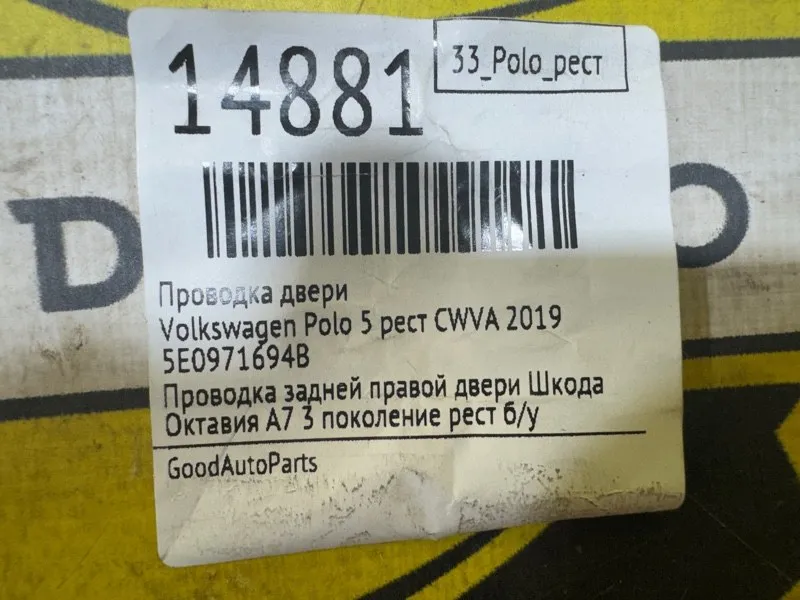 14881
33_Polo_рест
D
O
Проводка двери
Volkswagen Polo 5 рест CWVA 2019
5E0971694B
Проводка задней правой двери Шкода
Октавия А7 3 поколение рест б/у
GoodAutoParts